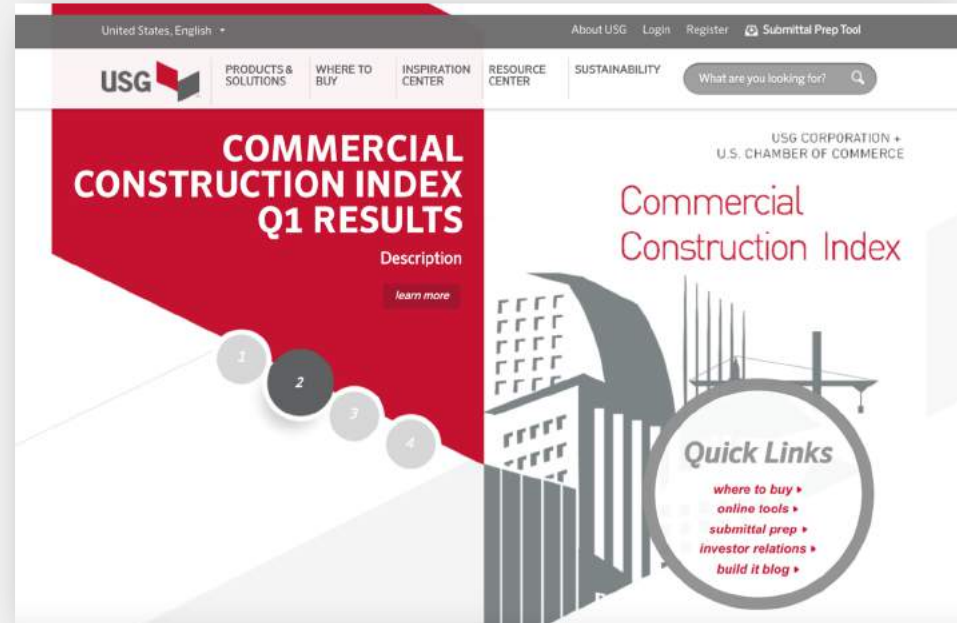 United States, English
About USG Login Register Submittal Prep Tool
USG
PRODUCTS & SOLUTIONS
WHERE TO BUY
INSPIRATION CENTER
RESOURCE CENTER
SUSTAINABILITY
What are you looking for?
COMMERCIAL
CONSTRUCTION INDEX
Q1 RESULTS
Description
learn more
1
2
3
4
USG CORPORATION +
U.S. CHAMBER OF COMMERCE
Commercial
Construction Index
Quick Links
where to buy
online tools
submittal prep
investor relations
build it blog